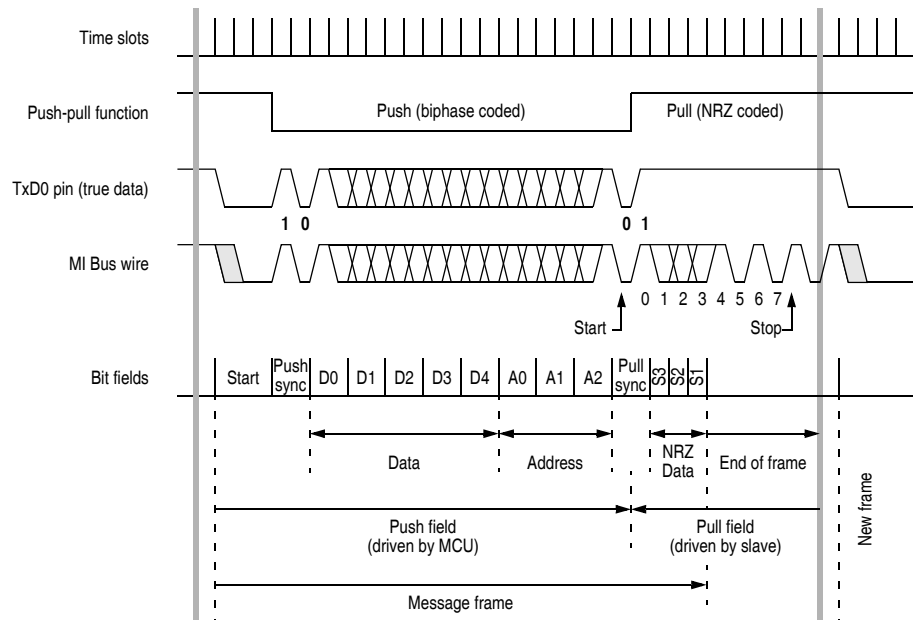 Time slots
Push-pull function
Push (biphase coded)
Pull (NRZ coded)
TxD0 pin (true data)
1 0
0 1
MI Bus wire
0 1 2 3 4 5 6 7
Start
Stop
Bit fields
Start
Push
sync
D0
D1
D2
D3
D4
A0
A1
A2
Pull
sync
S3
S2
S1
Data
Address
NRZ
Data
End of frame
Push field
(driven by MCU)
Pull field
(driven by slave)
New frame
Message frame